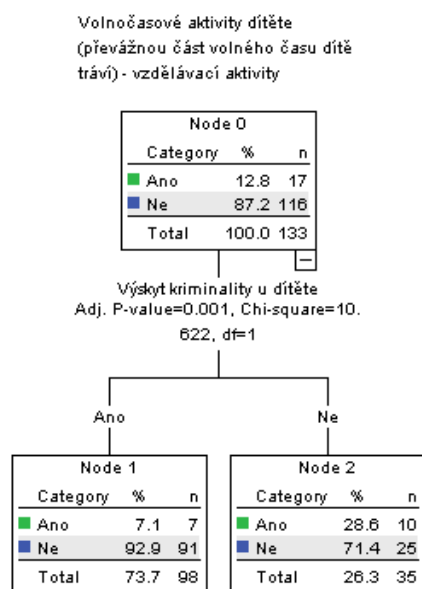 Volnočasové aktivity dítěte
(převážnou část volného času dítě
tráví) - vzdělávací aktivity
Node 0
Category % n
Ano 12.8 17
Ne 87.2 116
Total 100.0 133
Výskyt kriminality u dítěte
Adj. P-value=0.001, Chi-square=10.
622, df=1
Ano
Ne
Node 1
Category % n
Ano 7.1 7
Ne 92.9 91
Total 73.7 98
Node 2
Category % n
Ano 28.6 10
Ne 71.4 25
Total 26.3 35